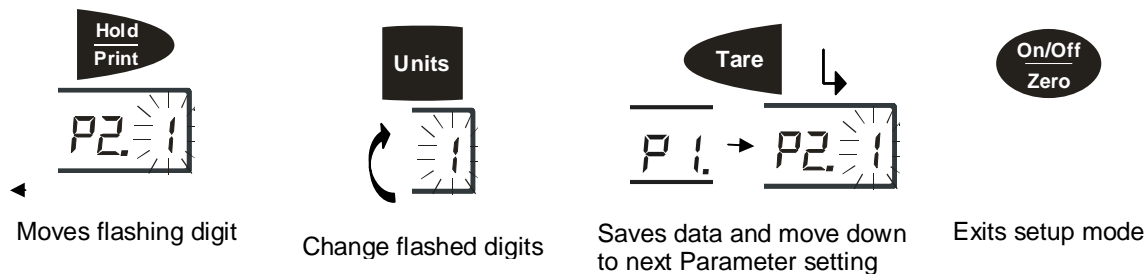 Hold
Print
P2. 1
Moves flashing digit
Units
1
Change flashed digits
Tare
P1. P2. 1
Saves data and move down
to next Parameter setting
On/Off
Zero
Exits setup mode